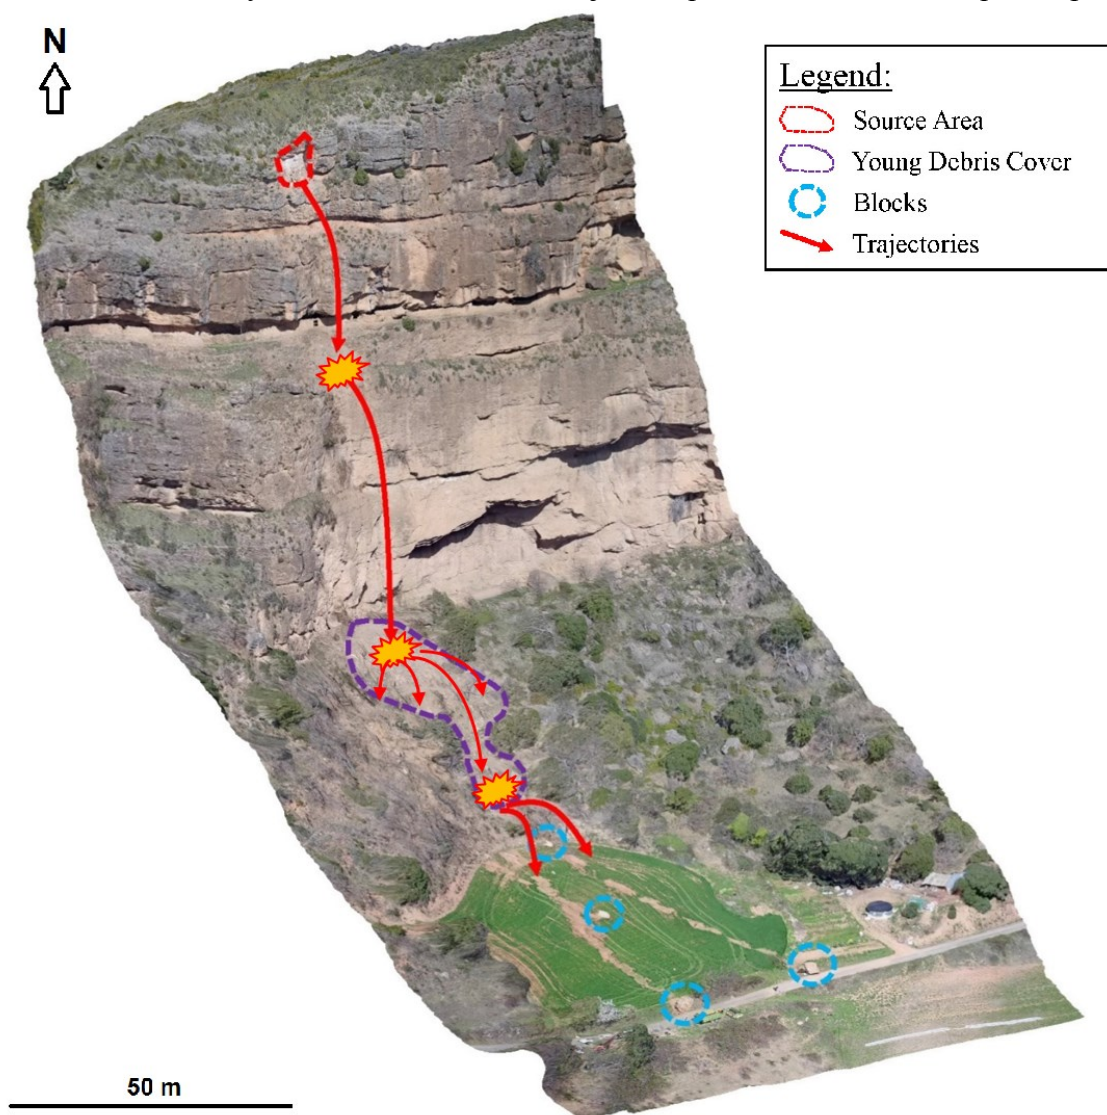 N
Legend:
Source Area
Young Debris Cover
Blocks
Trajectories
50 m